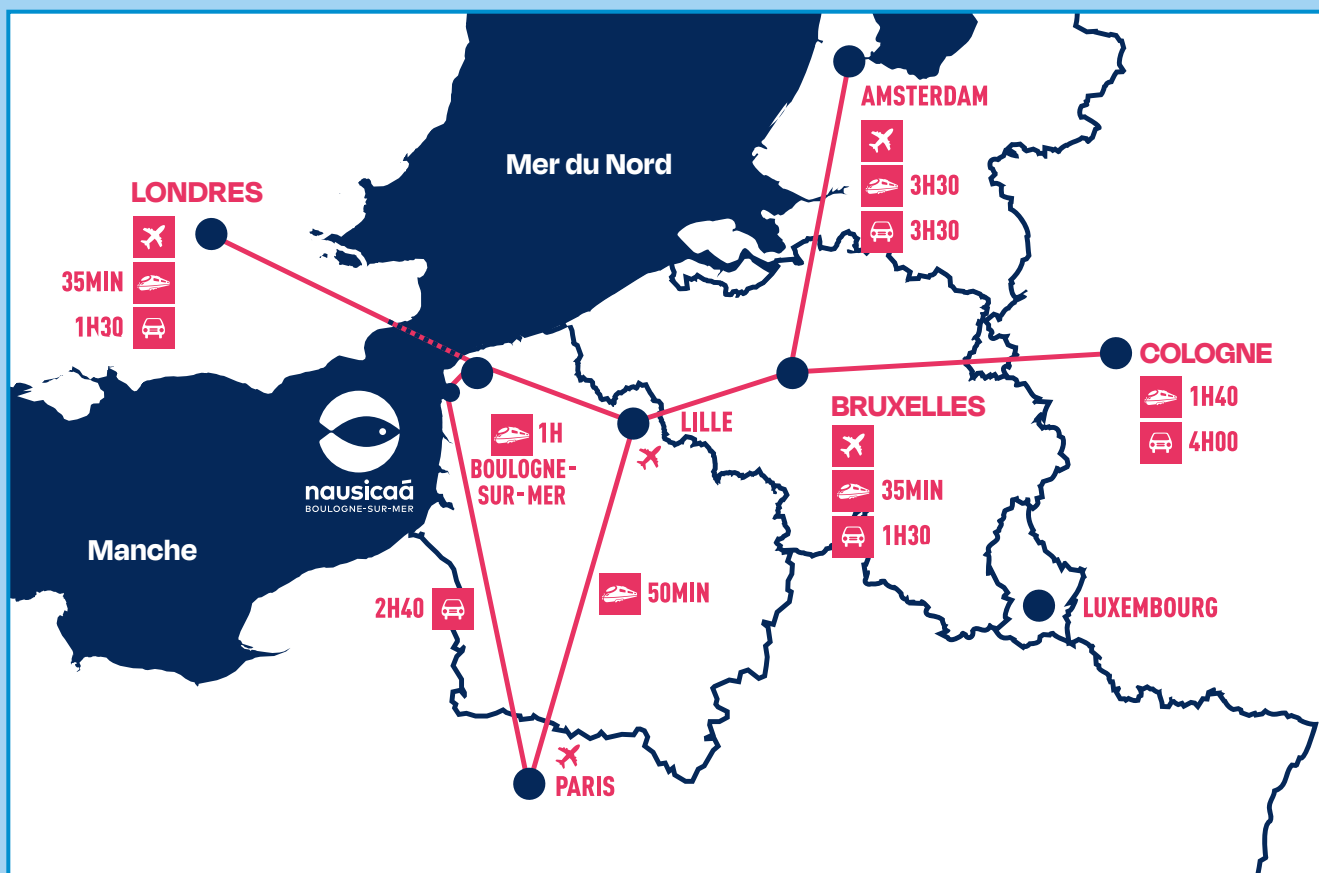 AMSTERDAM
3H30
3H30
Mer du Nord
LONDRES
35MIN
1H30
COLOGNE
1H40
4H00
BRUXELLES
35MIN
1H30
LILLE
1H
BOULOGNE-
SUR-MER
nausicaá
BOULOGNE-SUR-MER
Manche
2H40
50MIN
LUXEMBOURG
PARIS